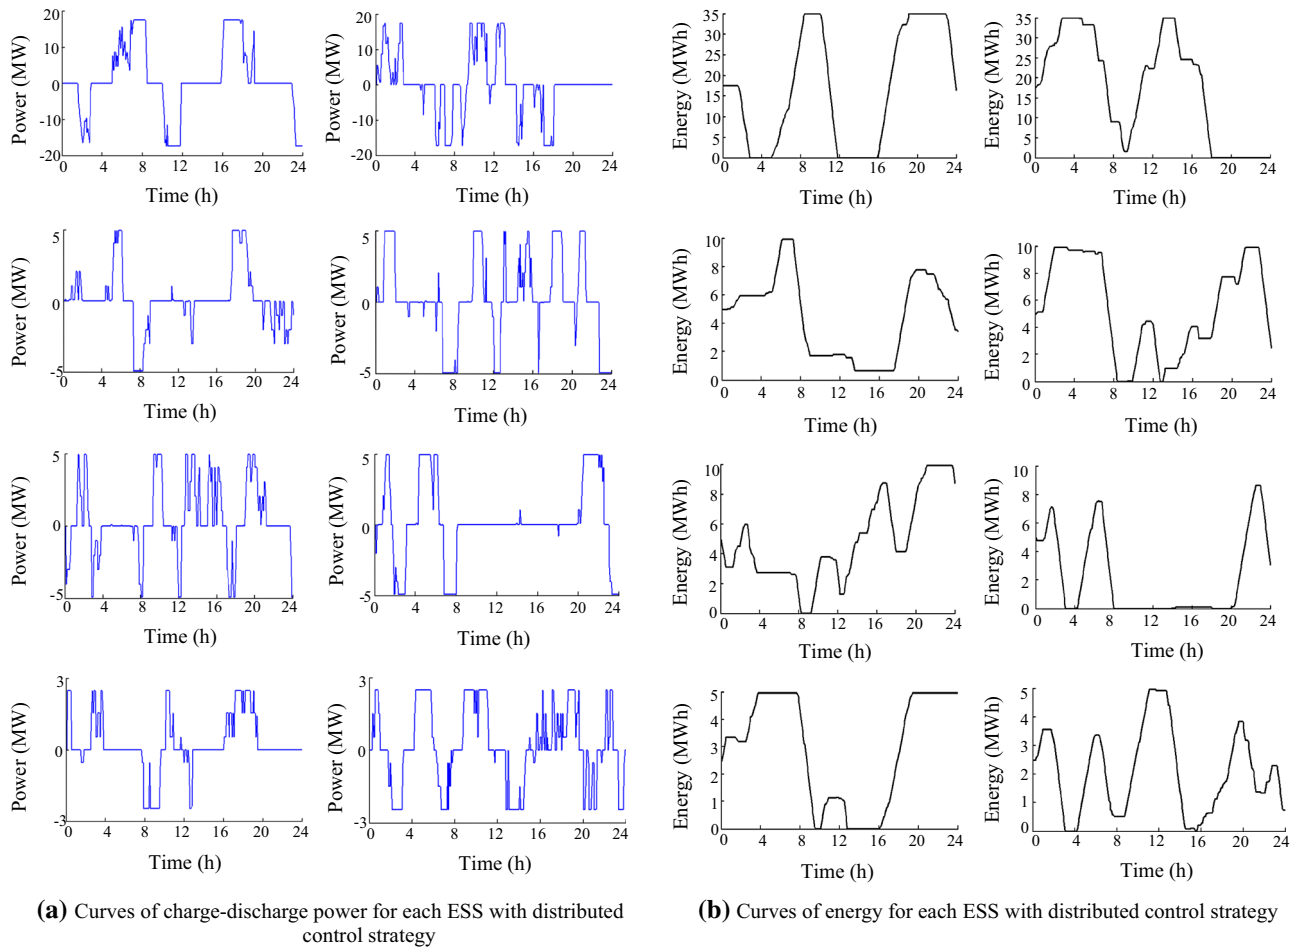 Power (MW)
20
10
0
-10
-20
0 4 8 12 16 20 24
Time (h)
Power (MW)
20
10
0
-10
-20
0 4 8 12 16 20 24
Time (h)
Energy (MWh)
35
35
30
25
20
15
10
5
0
0 4 8 12 16 20 24
Time (h)
Energy (MWh)
35
35
30
25
20
15
10
5
0
0 4 8 12 16 20 24
Time (h)
Power (MW)
5
0
-5
0 4 8 12 16 20 24
Time (h)
Power (MW)
5
0
-5
0 4 8 12 16 20 24
Time (h)
Energy (MWh)
10
8
6
4
2
0
0 4 8 12 16 20 24
Time (h)
Energy (MWh)
10
8
6
4
2
0
0 4 8 12 16 20 24
Time (h)
Power (MW)
5
0
-5
0 4 8 12 16 20 24
Time (h)
Power (MW)
5
0
-5
0 4 8 12 16 20 24
Time (h)
Energy (MWh)
10
8
6
4
2
0
0 4 8 12 16 20 24
Time (h)
Energy (MWh)
10
8
6
4
2
0
0 4 8 12 16 20 24
Time (h)
Power (MW)
3
0
-3
0 4 8 12 16 20 24
Time (h)
Power (MW)
3
0
-3
0 4 8 12 16 20 24
Time (h)
Energy (MWh)
5
4
3
2
1
0
0 4 8 12 16 20 24
Time (h)
Energy (MWh)
5
4
3
2
1
0
0 4 8 12 16 20 24
Time (h)
(a) Curves of charge-discharge power for each ESS with distributed
control strategy
(b) Curves of energy for each ESS with distributed control strategy